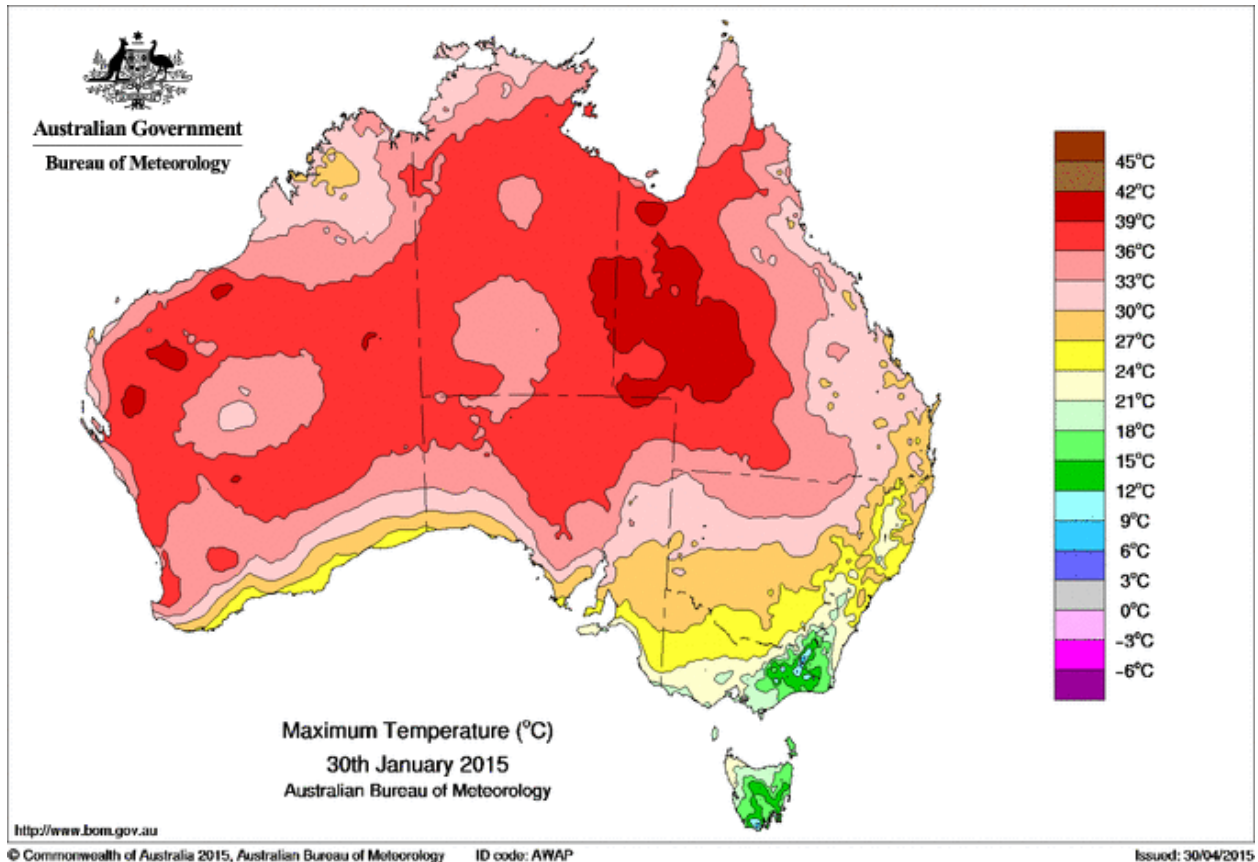 Australian Government
Bureau of Meteorology
45°C
42°C
39°C
36°C
33°C
30°C
27°C
24°C
21°C
18°C
15°C
12°C
9°C
6°C
3°C
0°C
-3°C
-6°C
Maximum Temperature (°C)
30th January 2015
Australian Bureau of Meteorology
http://www.bom.gov.au
© Commonwealth of Australia 2015, Australian Bureau of Meteorology ID code: AWAP Issued: 30/04/2015